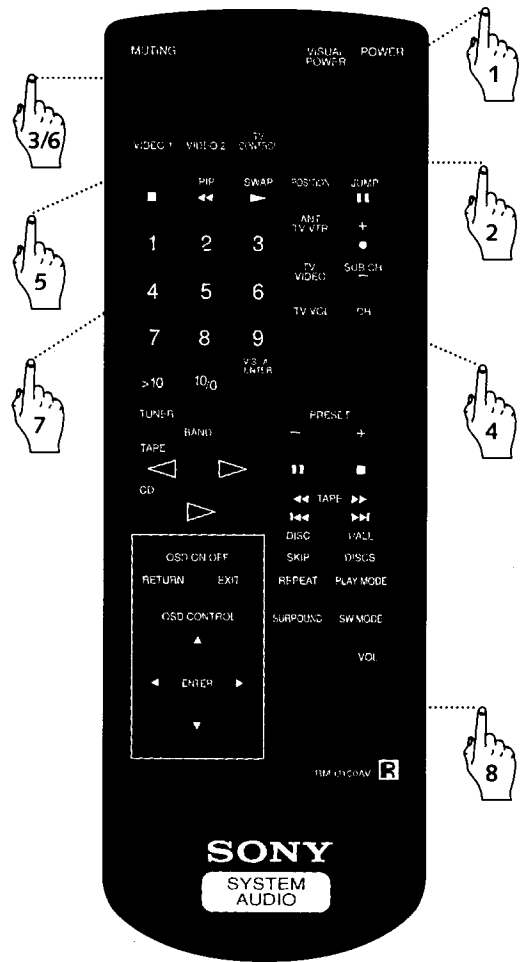 MUTING VISUAL POWER POWER
1
3/6
VIDEO 1 VIDEO 2 TV CONTROL
2
PIP SWAP POSITION JUMP
5
ANT
TV VTR +
1 2 3
TV VIDEO SUB CH
−
4 5 6
TV VOL CH
7 8 9
4
7
>10 10/0 ENTER
TUNER PRESET
BAND − +
TAPE
TAPE
CD
DISC
OSD ON OFF SKIP DISCS
RETURN EXIT REPEAT PLAY MODE
OSD CONTROL SURROUND SW MODE
VOL
ENTER
8
R
SONY
SYSTEM
AUDIO